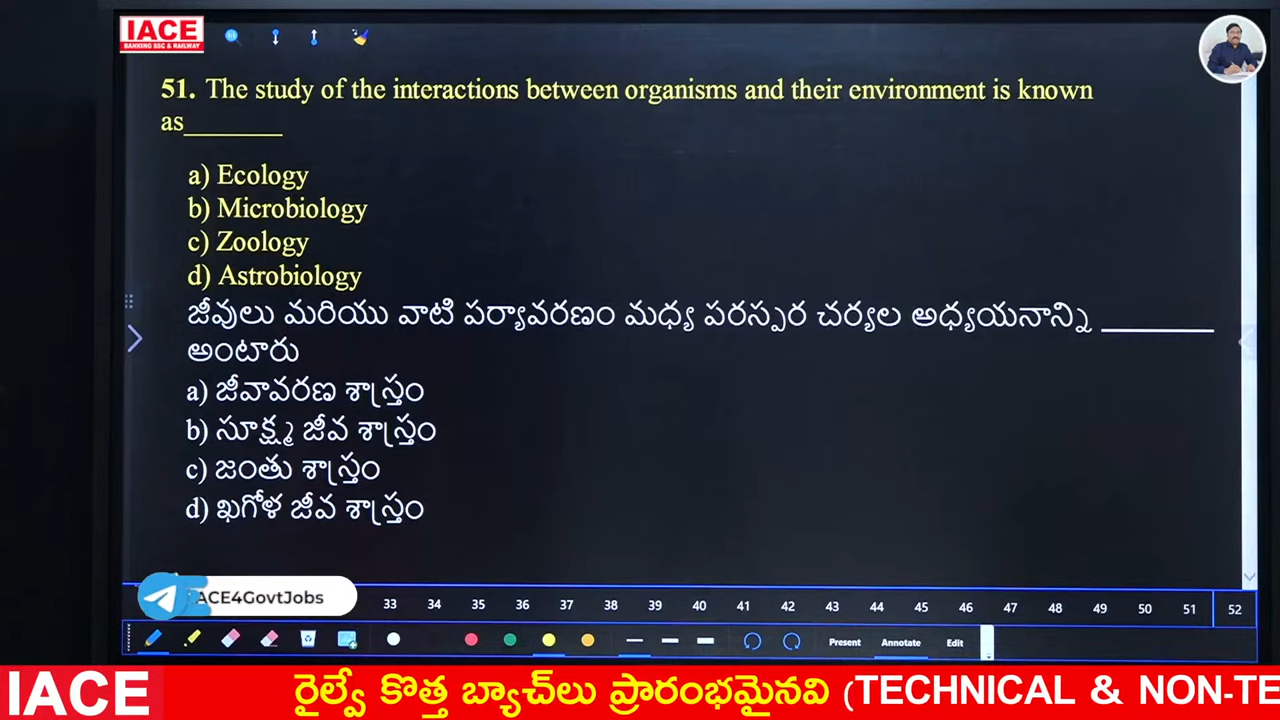 IACE
BANKING SSC & RAILWAY
51. The study of the interactions between organisms and their environment is known
as_______
a) Ecology
b) Microbiology
c) Zoology
d) Astrobiology
జీవులు మరియు వాటి పర్యావరణం మధ్య పరస్పర చర్యల అధ్యయనాన్ని ________
అంటారు
a) జీవావరణ శాస్త్రం
b) సూక్ష్మ జీవ శాస్త్రం
c) జంతు శాస్త్రం
d) ఖగోళ జీవ శాస్త్రం
ACE4GovtJobs
33 34 35 36 37 38 39 40 41 42 43 44 45 46 47 48 49 50 51 52
Present Annotate Edit
IACE రైల్వే కొత్త బ్యాచ్‌లు ప్రారంభమైనవి (TECHNICAL & NON-TE